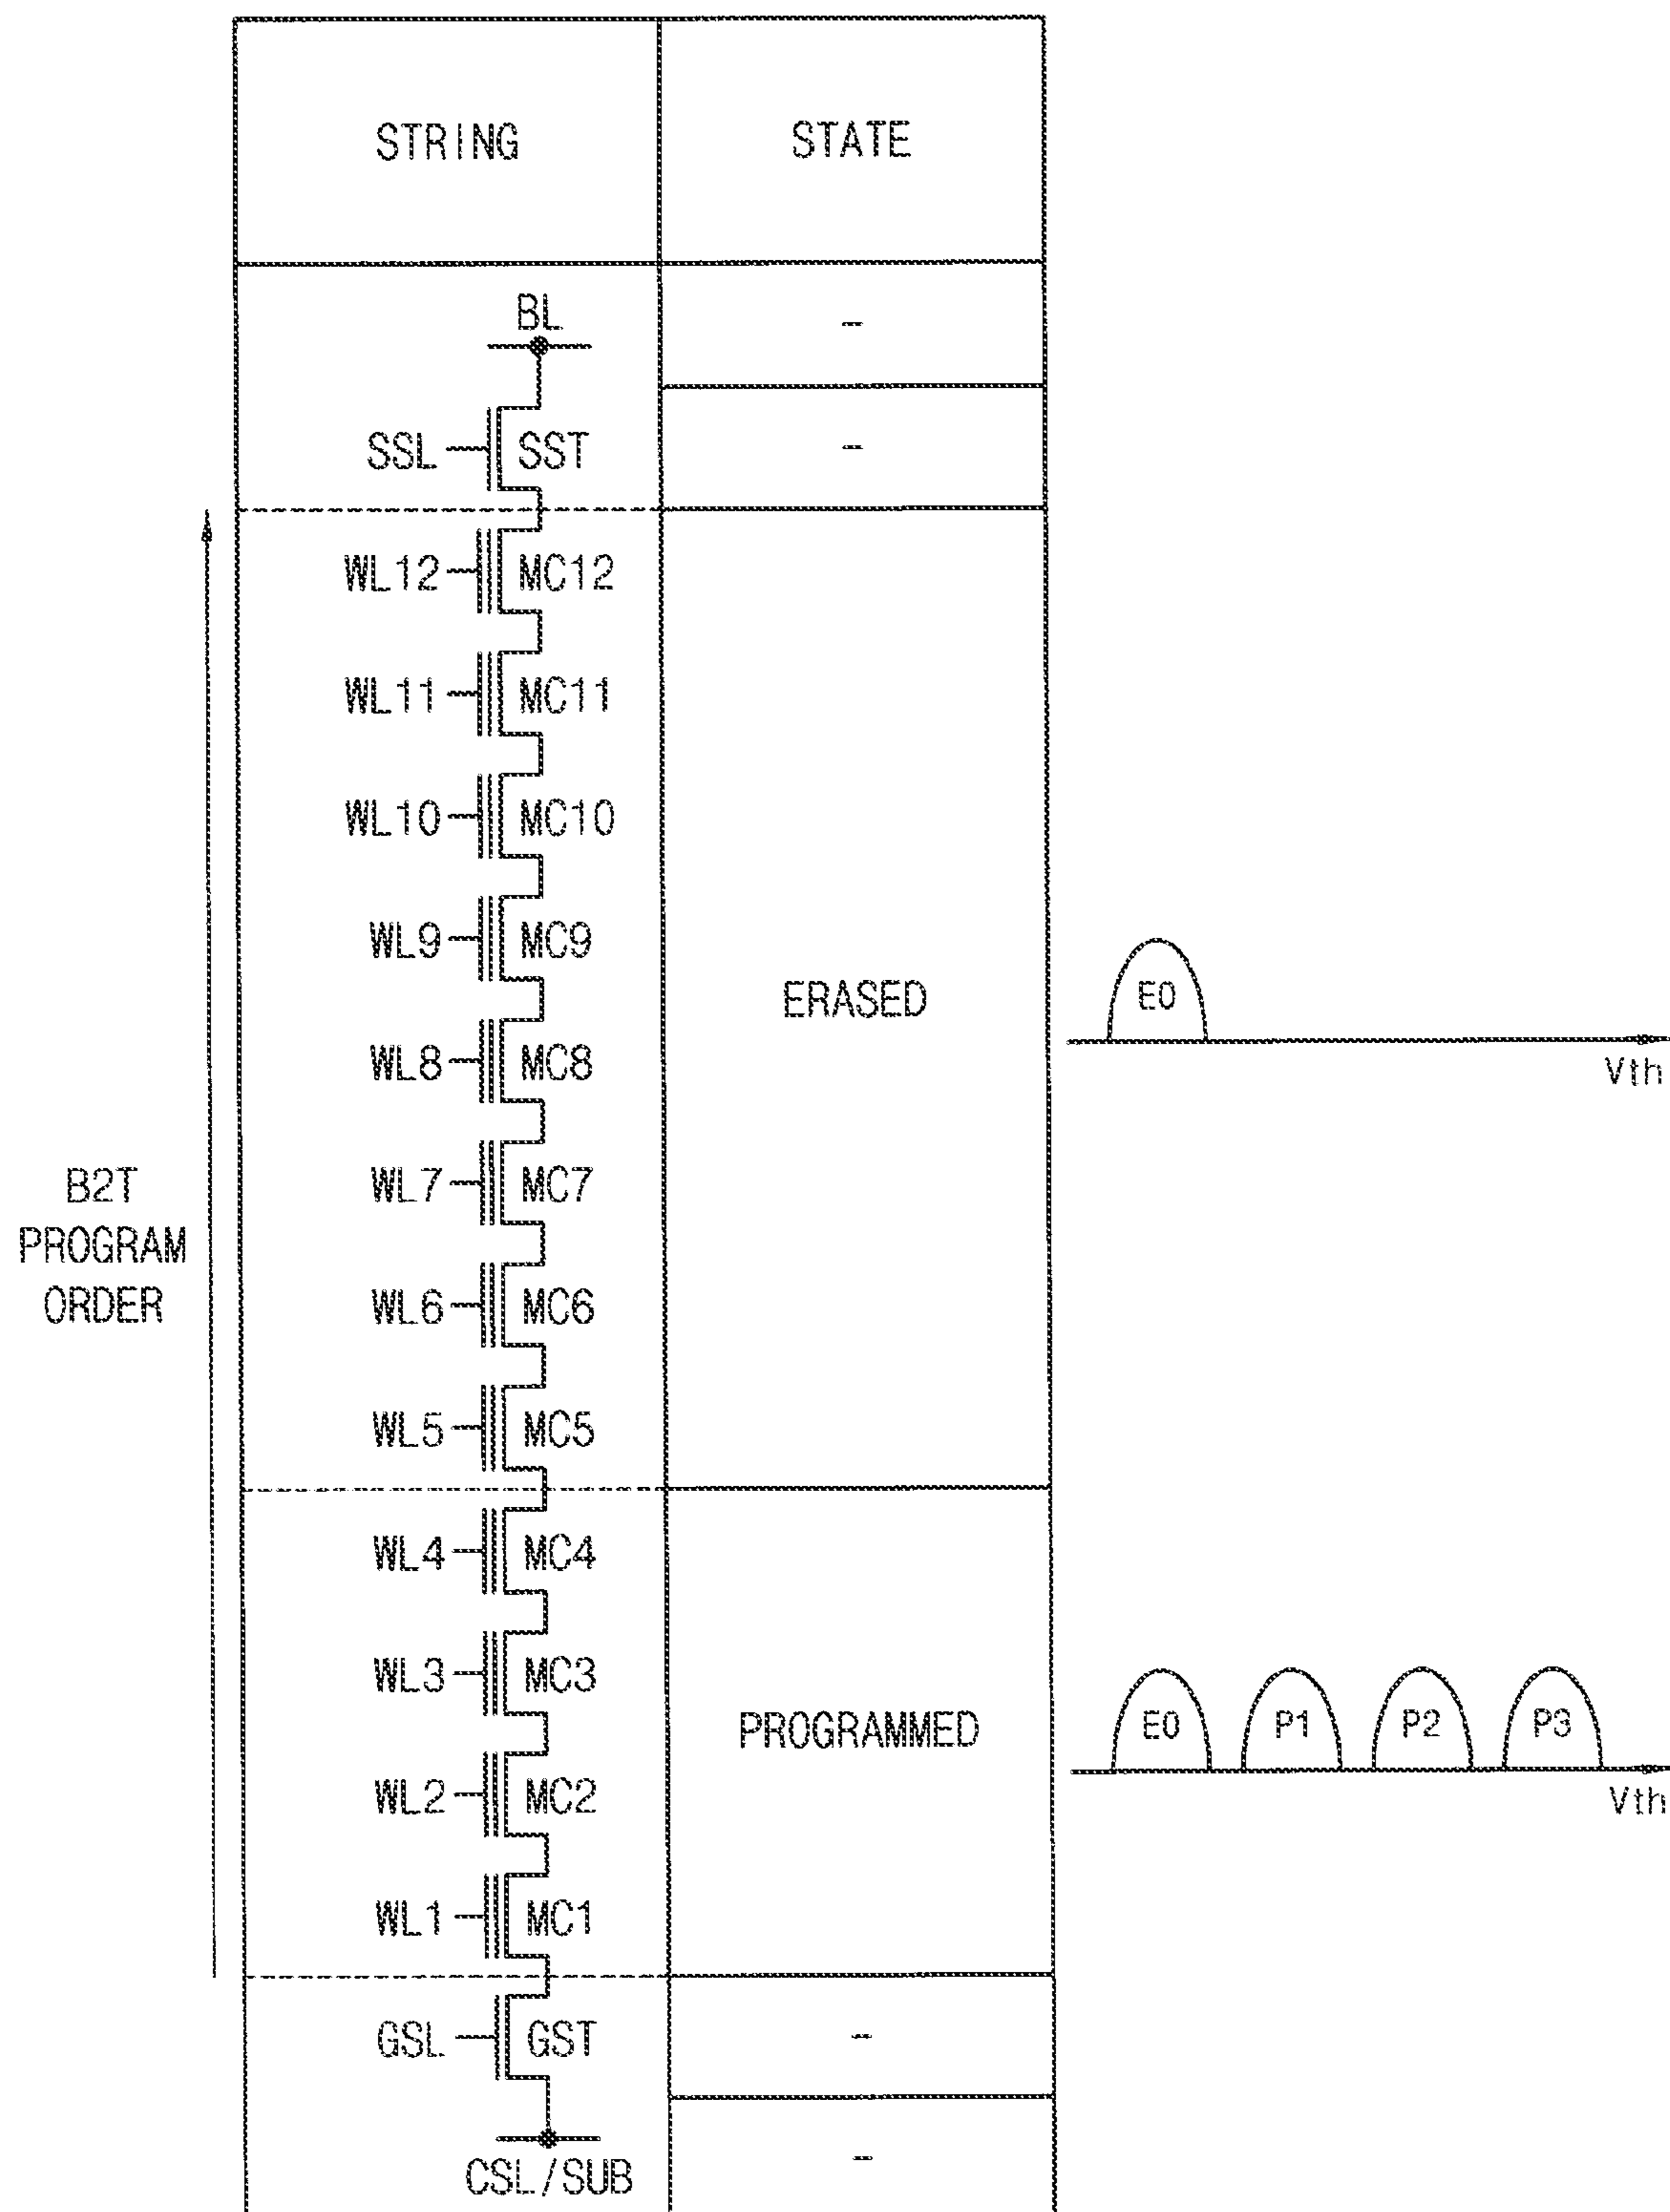 STRING STATE
BL -
SSL SST -
WL12 MC12
WL11 MC11
WL10 MC10
WL9 MC9
ERASED
E0
WL8 MC8
Vth
WL7 MC7
B2T
PROGRAM
ORDER
WL6 MC6
WL5 MC5
WL4 MC4
WL3 MC3
PROGRAMMED
E0 P1 P2 P3
WL2 MC2
Vth
WL1 MC1
GSL GST -
CSL/SUB -